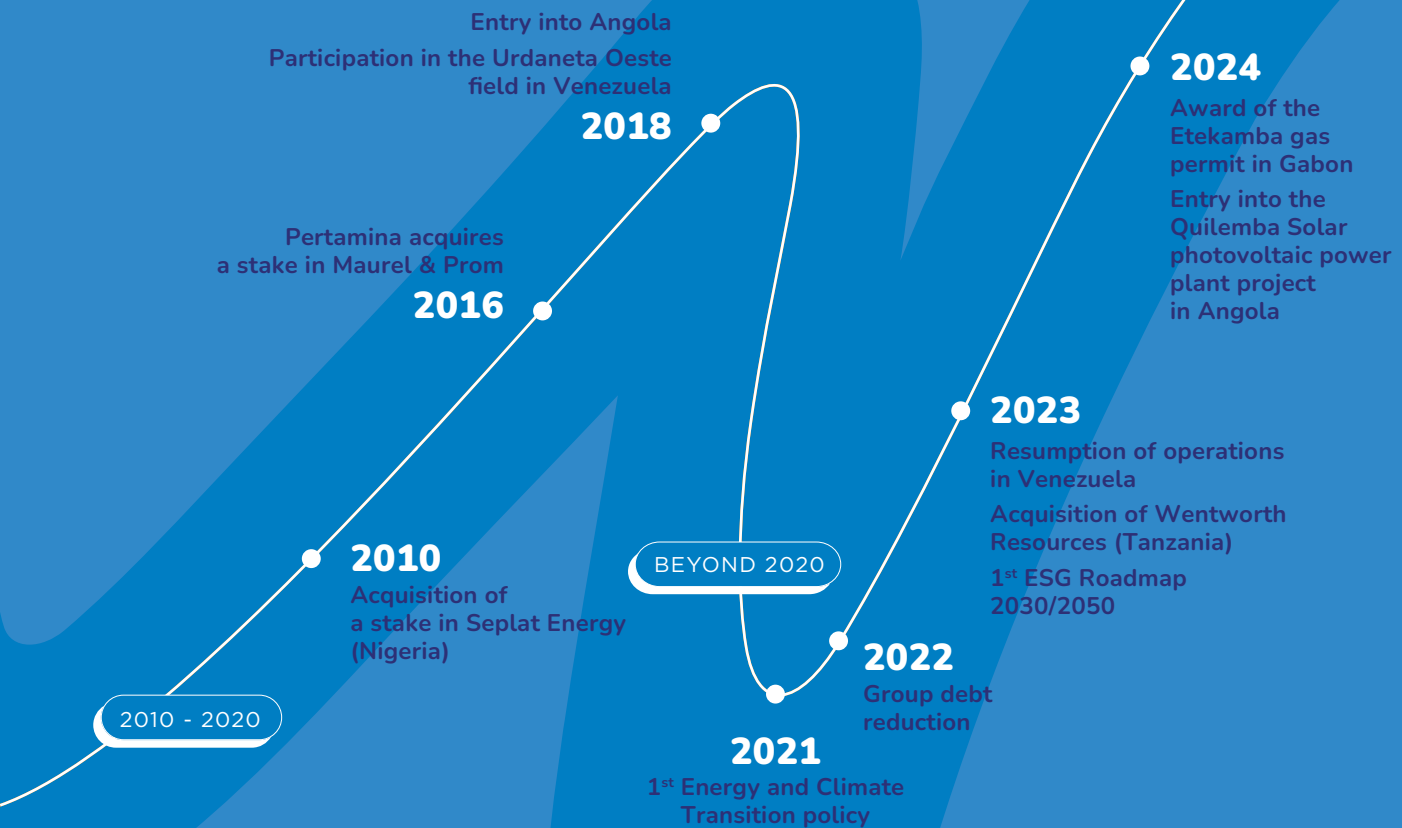 2010 - 2020
2010
Acquisition of
a stake in Seplat Energy
(Nigeria)
Pertamina acquires
a stake in Maurel & Prom
2016
Entry into Angola
Participation in the Urdaneta Oeste
field in Venezuela
2018
BEYOND 2020
2021
1st Energy and Climate
Transition policy
2022
Group debt
reduction
2023
Resumption of operations
in Venezuela
Acquisition of Wentworth
Resources (Tanzania)
1st ESG Roadmap
2030/2050
2024
Award of the
Etekamba gas
permit in Gabon
Entry into the
Quilemba Solar
photovoltaic power
plant project
in Angola